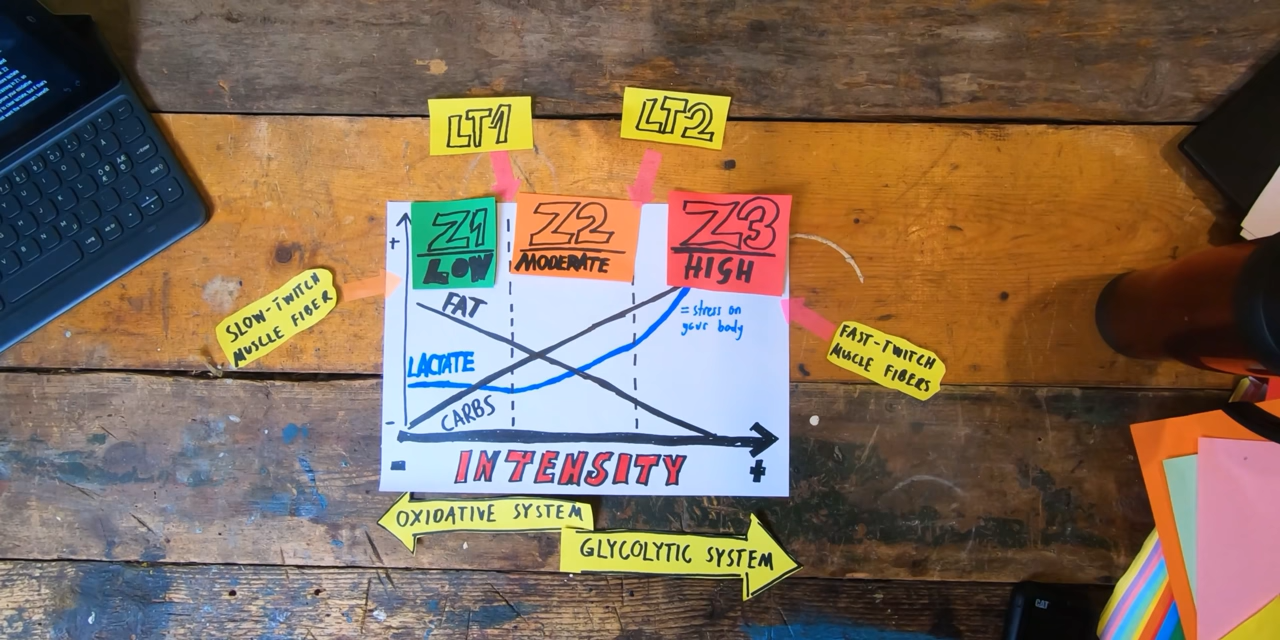 LT1
LT2
Z1
LOW
Z2
MODERATE
Z3
HIGH
+
FAT
= stress on
your body
SLOW-TWITCH
MUSCLE FIBER
FAST-TWITCH
MUSCLE FIBERS
LACTATE
CARBS
-
- INTENSITY +
OXIDATIVE SYSTEM
GLYCOLYTIC SYSTEM
CAT